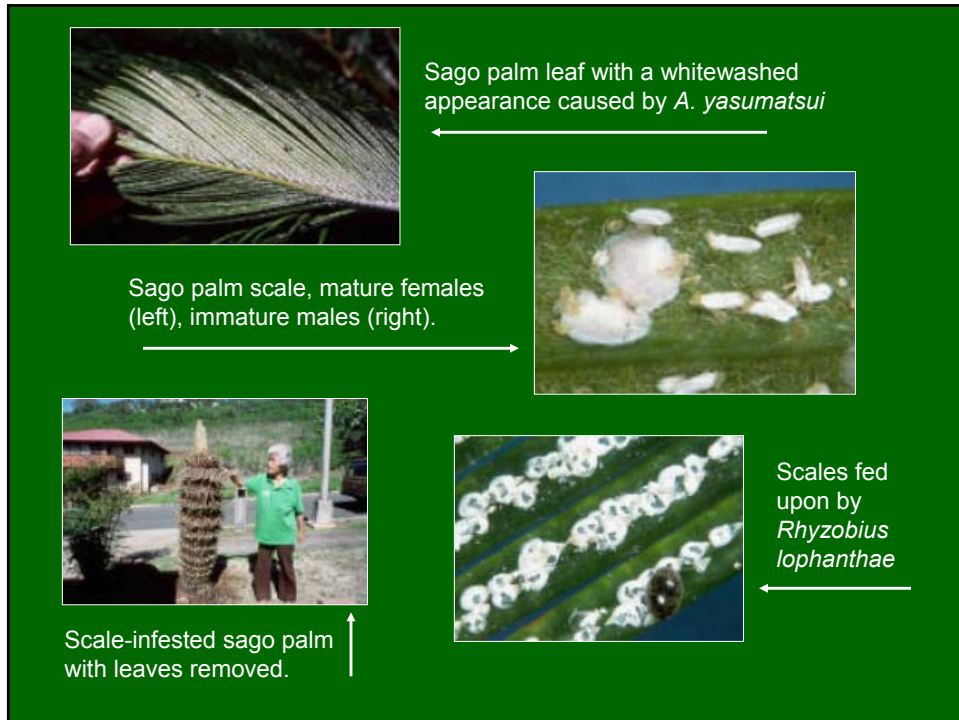 Sago palm leaf with a whitewashed
appearance caused by A. yasumatsui
Sago palm scale, mature females
(left), immature males (right).
Scales fed
upon by
Rhyzobius
lophanthae
Scale-infested sago palm
with leaves removed.